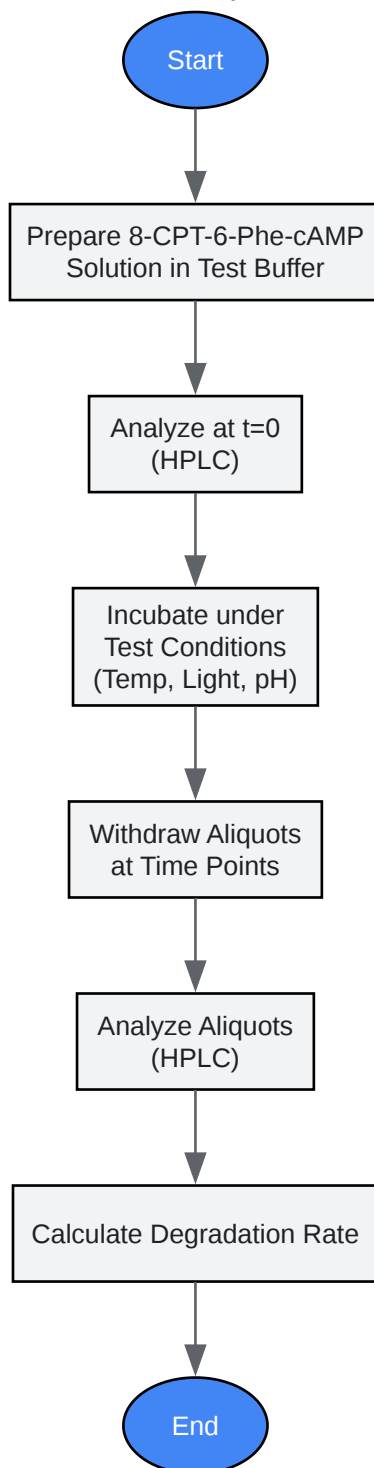 Start
Prepare 8-CPT-6-Phe-cAMP
Solution in Test Buffer
Analyze at t=0
(HPLC)
Incubate under
Test Conditions
(Temp, Light, pH)
Withdraw Aliquots
at Time Points
Analyze Aliquots
(HPLC)
Calculate Degradation Rate
End